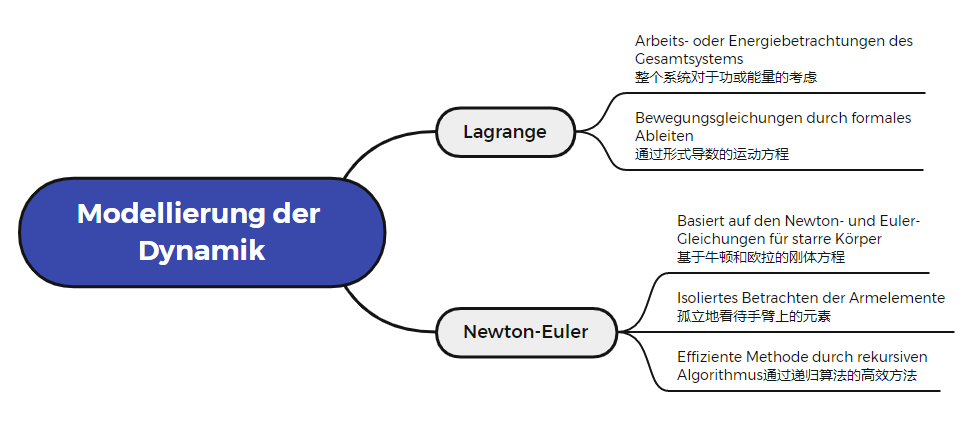 Modellierung der
Dynamik
Lagrange
Arbeits- oder Energiebetrachtungen des
Gesamtsystems
整个系统对于功或能量的考虑
Bewegungsgleichungen durch formales
Ableiten
通过形式导数的运动方程
Newton-Euler
Basiert auf den Newton- und Euler-
Gleichungen für starre Körper
基于牛顿和欧拉的刚体方程
Isoliertes Betrachten der Armelemente
孤立地看待手臂上的元素
Effiziente Methode durch rekursiven
Algorithmus通过递归算法的高效方法